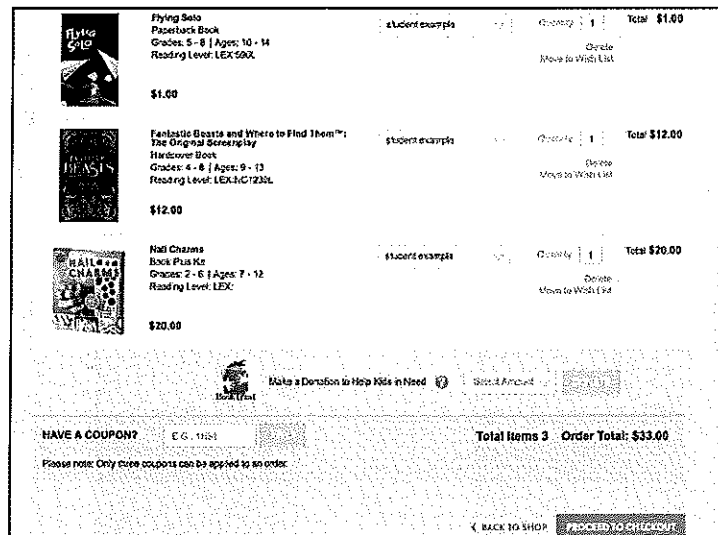 Flying Solo
Paperback Book
Grades: 5 - 8 | Ages: 10 - 14
Reading Level: LEX:590L
$1.00
student example
Quantity 1
Total $1.00
Delete
Move to Wish List
Fantastic Beasts and Where to Find Them™:
The Original Screenplay
Hardcover Book
Grades: 4 - 8 | Ages: 9 - 13
Reading Level: LEX:NC1230L
$12.00
student example
Quantity 1
Total $12.00
Delete
Move to Wish List
NAIL
CHARMS
Nail Charms
Book Plus Kit
Grades: 2 - 6 | Ages: 7 - 12
Reading Level: LEX:
$20.00
student example
Quantity 1
Total $20.00
Delete
Move to Wish List
Book Trust
Make a Donation to Help Kids in Need
Select Amount
HAVE A COUPON?
Total Items 3 Order Total: $33.00
Please note: Only three coupons can be applied to an order.
< BACK TO SHOP
PROCEED TO CHECKOUT